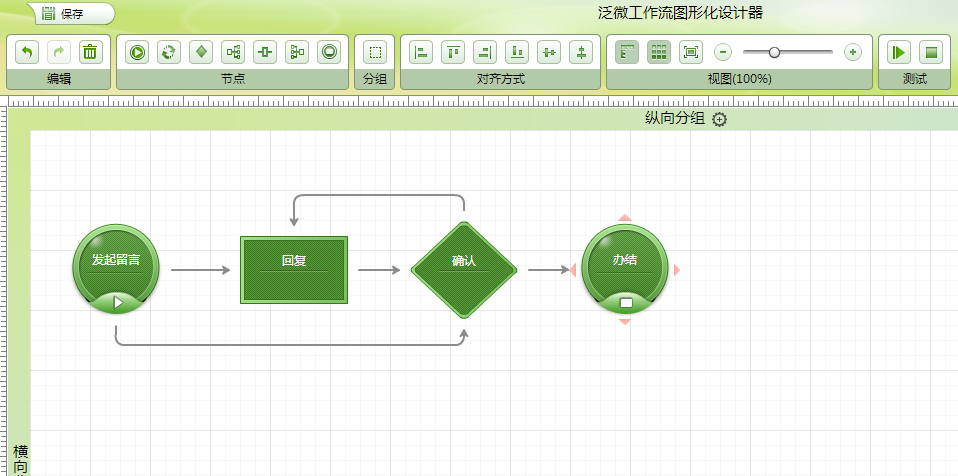 保存
泛微工作流图形化设计器
编辑
节点
分组
对齐方式
视图(100%)
测试
纵向分组
发起留言
回复
确认
办结
横向